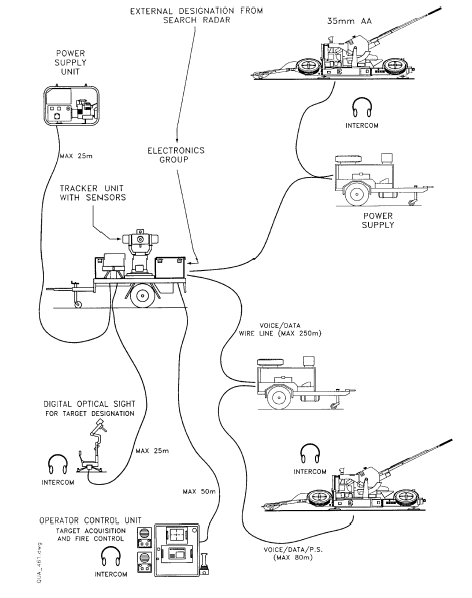 EXTERNAL DESIGNATION FROM
SEARCH RADAR
35mm AA
POWER
SUPPLY
UNIT
INTERCOM
MAX 25m
ELECTRONICS
GROUP
TRACKER UNIT
WITH SENSORS
POWER
SUPPLY
VOICE/DATA
WIRE LINE (MAX 250m)
DIGITAL OPTICAL SIGHT
FOR TARGET DESIGNATION
MAX 25m
INTERCOM
INTERCOM
MAX 50m
OPERATOR CONTROL UNIT
TARGET ACQUISITION
AND FIRE CONTROL
INTERCOM
VOICE/DATA/P.S.
(MAX 80m)
QUA_461.dwg